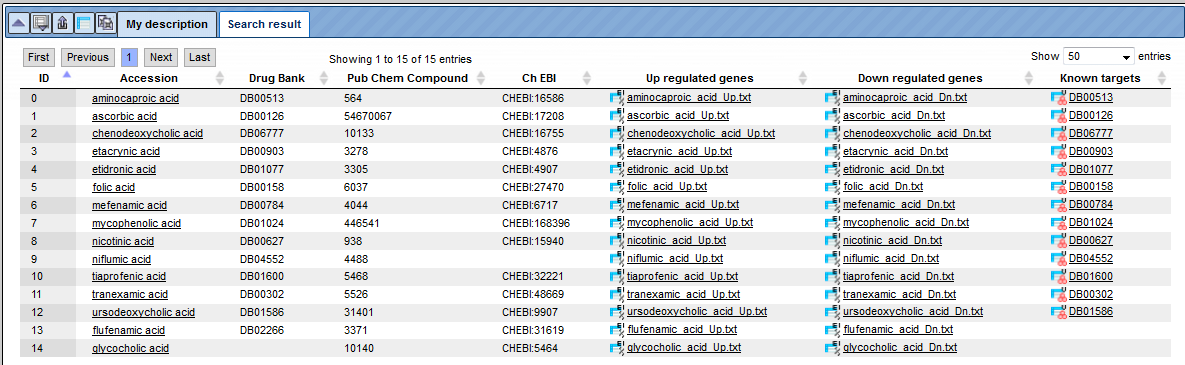 My description Search result
First Previous 1 Next Last Showing 1 to 15 of 15 entries Show 50 entries
ID Accession Drug Bank Pub Chem Compound Ch EBI Up regulated genes Down regulated genes Known targets
0 aminocaproic acid DB00513 564 CHEBI:16586 aminocaproic_acid_Up.txt aminocaproic_acid_Dn.txt DB00513
1 ascorbic acid DB00126 54670067 CHEBI:17208 ascorbic_acid_Up.txt ascorbic_acid_Dn.txt DB00126
2 chenodeoxycholic acid DB06777 10133 CHEBI:16755 chenodeoxycholic_acid_Up.txt chenodeoxycholic_acid_Dn.txt DB06777
3 etacrynic acid DB00903 3278 CHEBI:4876 etacrynic_acid_Up.txt etacrynic_acid_Dn.txt DB00903
4 etidronic acid DB01077 3305 CHEBI:4907 etidronic_acid_Up.txt etidronic_acid_Dn.txt DB01077
5 folic acid DB00158 6037 CHEBI:27470 folic_acid_Up.txt folic_acid_Dn.txt DB00158
6 mefenamic acid DB00784 4044 CHEBI:6717 mefenamic_acid_Up.txt mefenamic_acid_Dn.txt DB00784
7 mycophenolic acid DB01024 446541 CHEBI:168396 mycophenolic_acid_Up.txt mycophenolic_acid_Dn.txt DB01024
8 nicotinic acid DB00627 938 CHEBI:15940 nicotinic_acid_Up.txt nicotinic_acid_Dn.txt DB00627
9 niflumic acid DB04552 4488 niflumic_acid_Up.txt niflumic_acid_Dn.txt DB04552
10 tiaprofenic acid DB01600 5468 CHEBI:32221 tiaprofenic_acid_Up.txt tiaprofenic_acid_Dn.txt DB01600
11 tranexamic acid DB00302 5526 CHEBI:48669 tranexamic_acid_Up.txt tranexamic_acid_Dn.txt DB00302
12 ursodeoxycholic acid DB01586 31401 CHEBI:9907 ursodeoxycholic_acid_Up.txt ursodeoxycholic_acid_Dn.txt DB01586
13 flufenamic acid DB02266 3371 CHEBI:31619 flufenamic_acid_Up.txt flufenamic_acid_Dn.txt
14 glycocholic acid 10140 CHEBI:5464 glycocholic_acid_Up.txt glycocholic_acid_Dn.txt